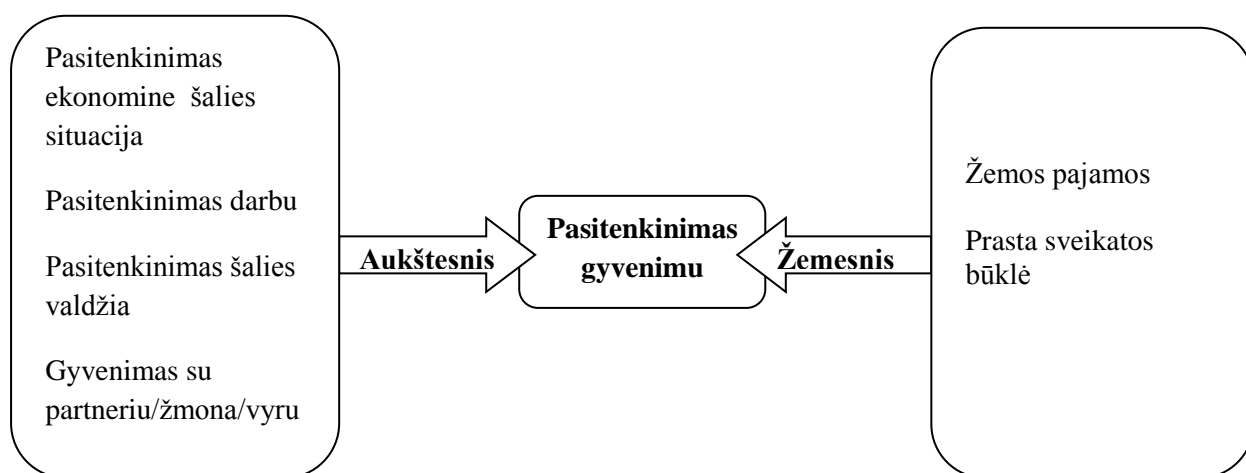 Pasitenkinimas
ekonomine šalies
situacija
Pasitenkinimas darbu
Pasitenkinimas šalies
valdžia
Gyvenimas su
partneriu/žmona/vyru
Aukštesnis
Pasitenkinimas
gyvenimu
Žemesnis
Žemos pajamos
Prasta sveikatos
būklė